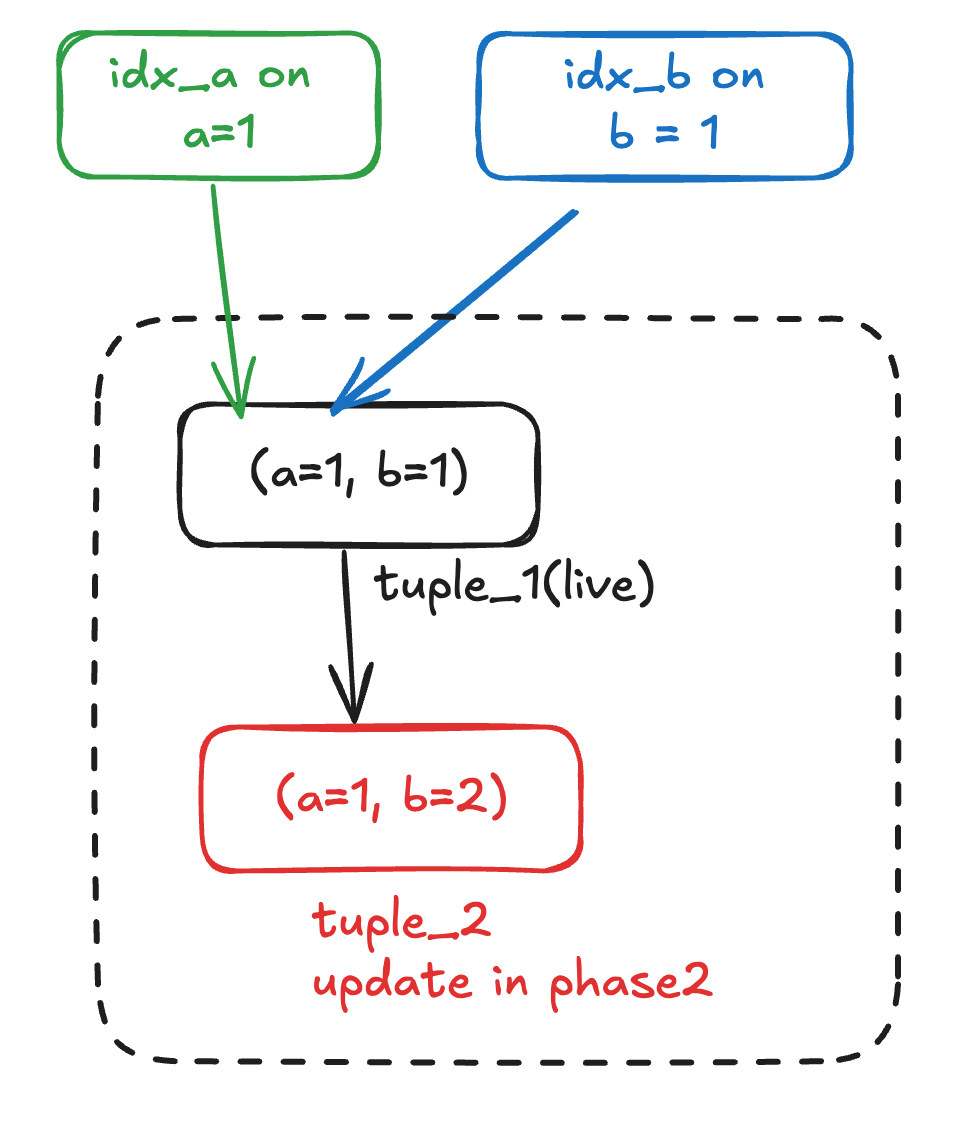 idx_a on
a=1
idx_b on
b = 1
(a=1, b=1)
tuple_1(live)
(a=1, b=2)
tuple_2
update in phase2